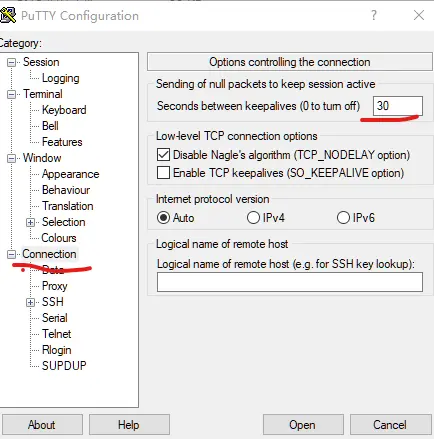 PuTTY Configuration
?
Category:
Session
Logging
Terminal
Keyboard
Bell
Features
Window
Appearance
Behaviour
Translation
Selection
Colours
Connection
Data
Proxy
SSH
Serial
Telnet
Rlogin
SUPDUP
Options controlling the connection
Sending of null packets to keep session active
Seconds between keepalives (0 to turn off) 30
Low-level TCP connection options
Disable Nagle's algorithm (TCP_NODELAY option)
Enable TCP keepalives (SO_KEEPALIVE option)
Internet protocol version
Auto IPv4 IPv6
Logical name of remote host
Logical name of remote host (e.g. for SSH key lookup):
About Help Open Cancel